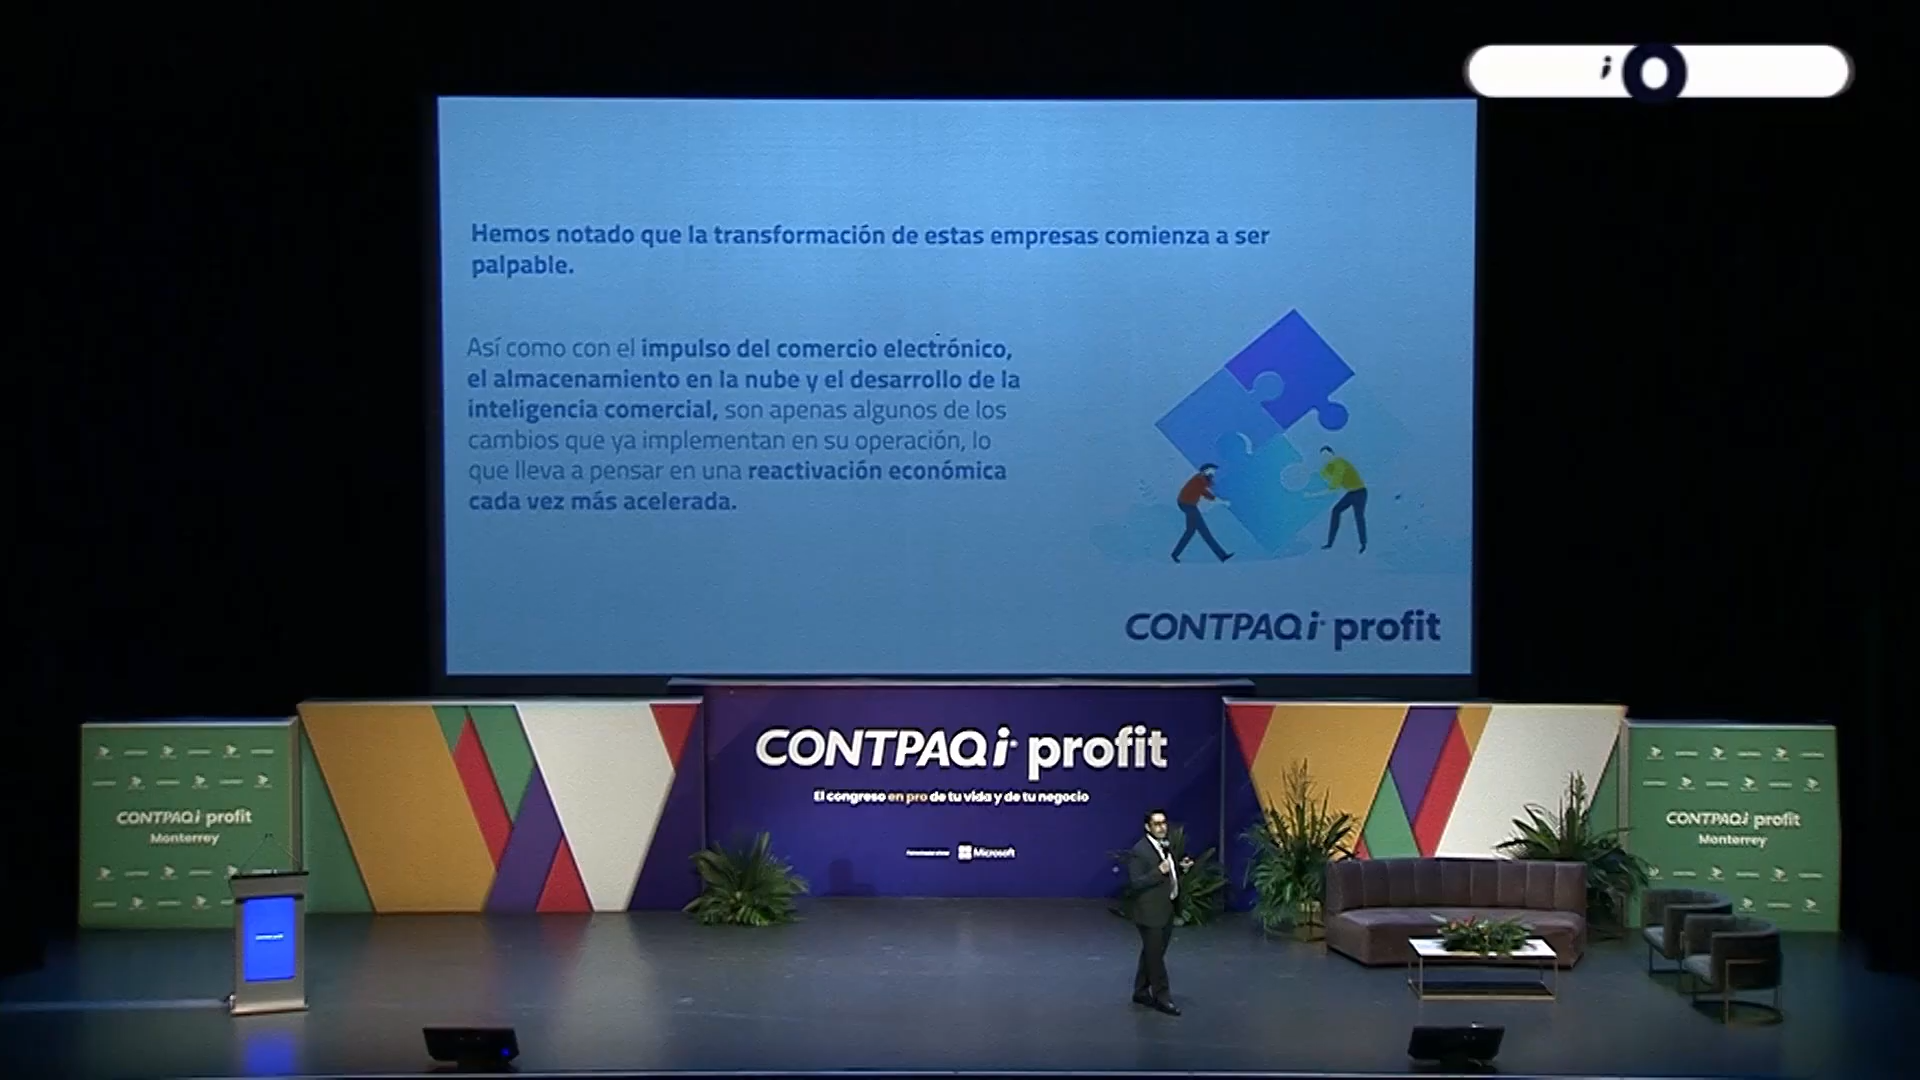 i O
Hemos notado que la transformación de estas empresas comienza a ser
palpable.
Así como con el impulso del comercio electrónico,
el almacenamiento en la nube y el desarrollo de la
inteligencia comercial, son apenas algunos de los
cambios que ya implementan en su operación, lo
que lleva a pensar en una reactivación económica
cada vez más acelerada.
CONTPAQi profit
CONTPAQi profit
El congreso en pro de tu vida y de tu negocio
Microsoft
CONTPAQi profit
Monterrey
CONTPAQi profit
Monterrey